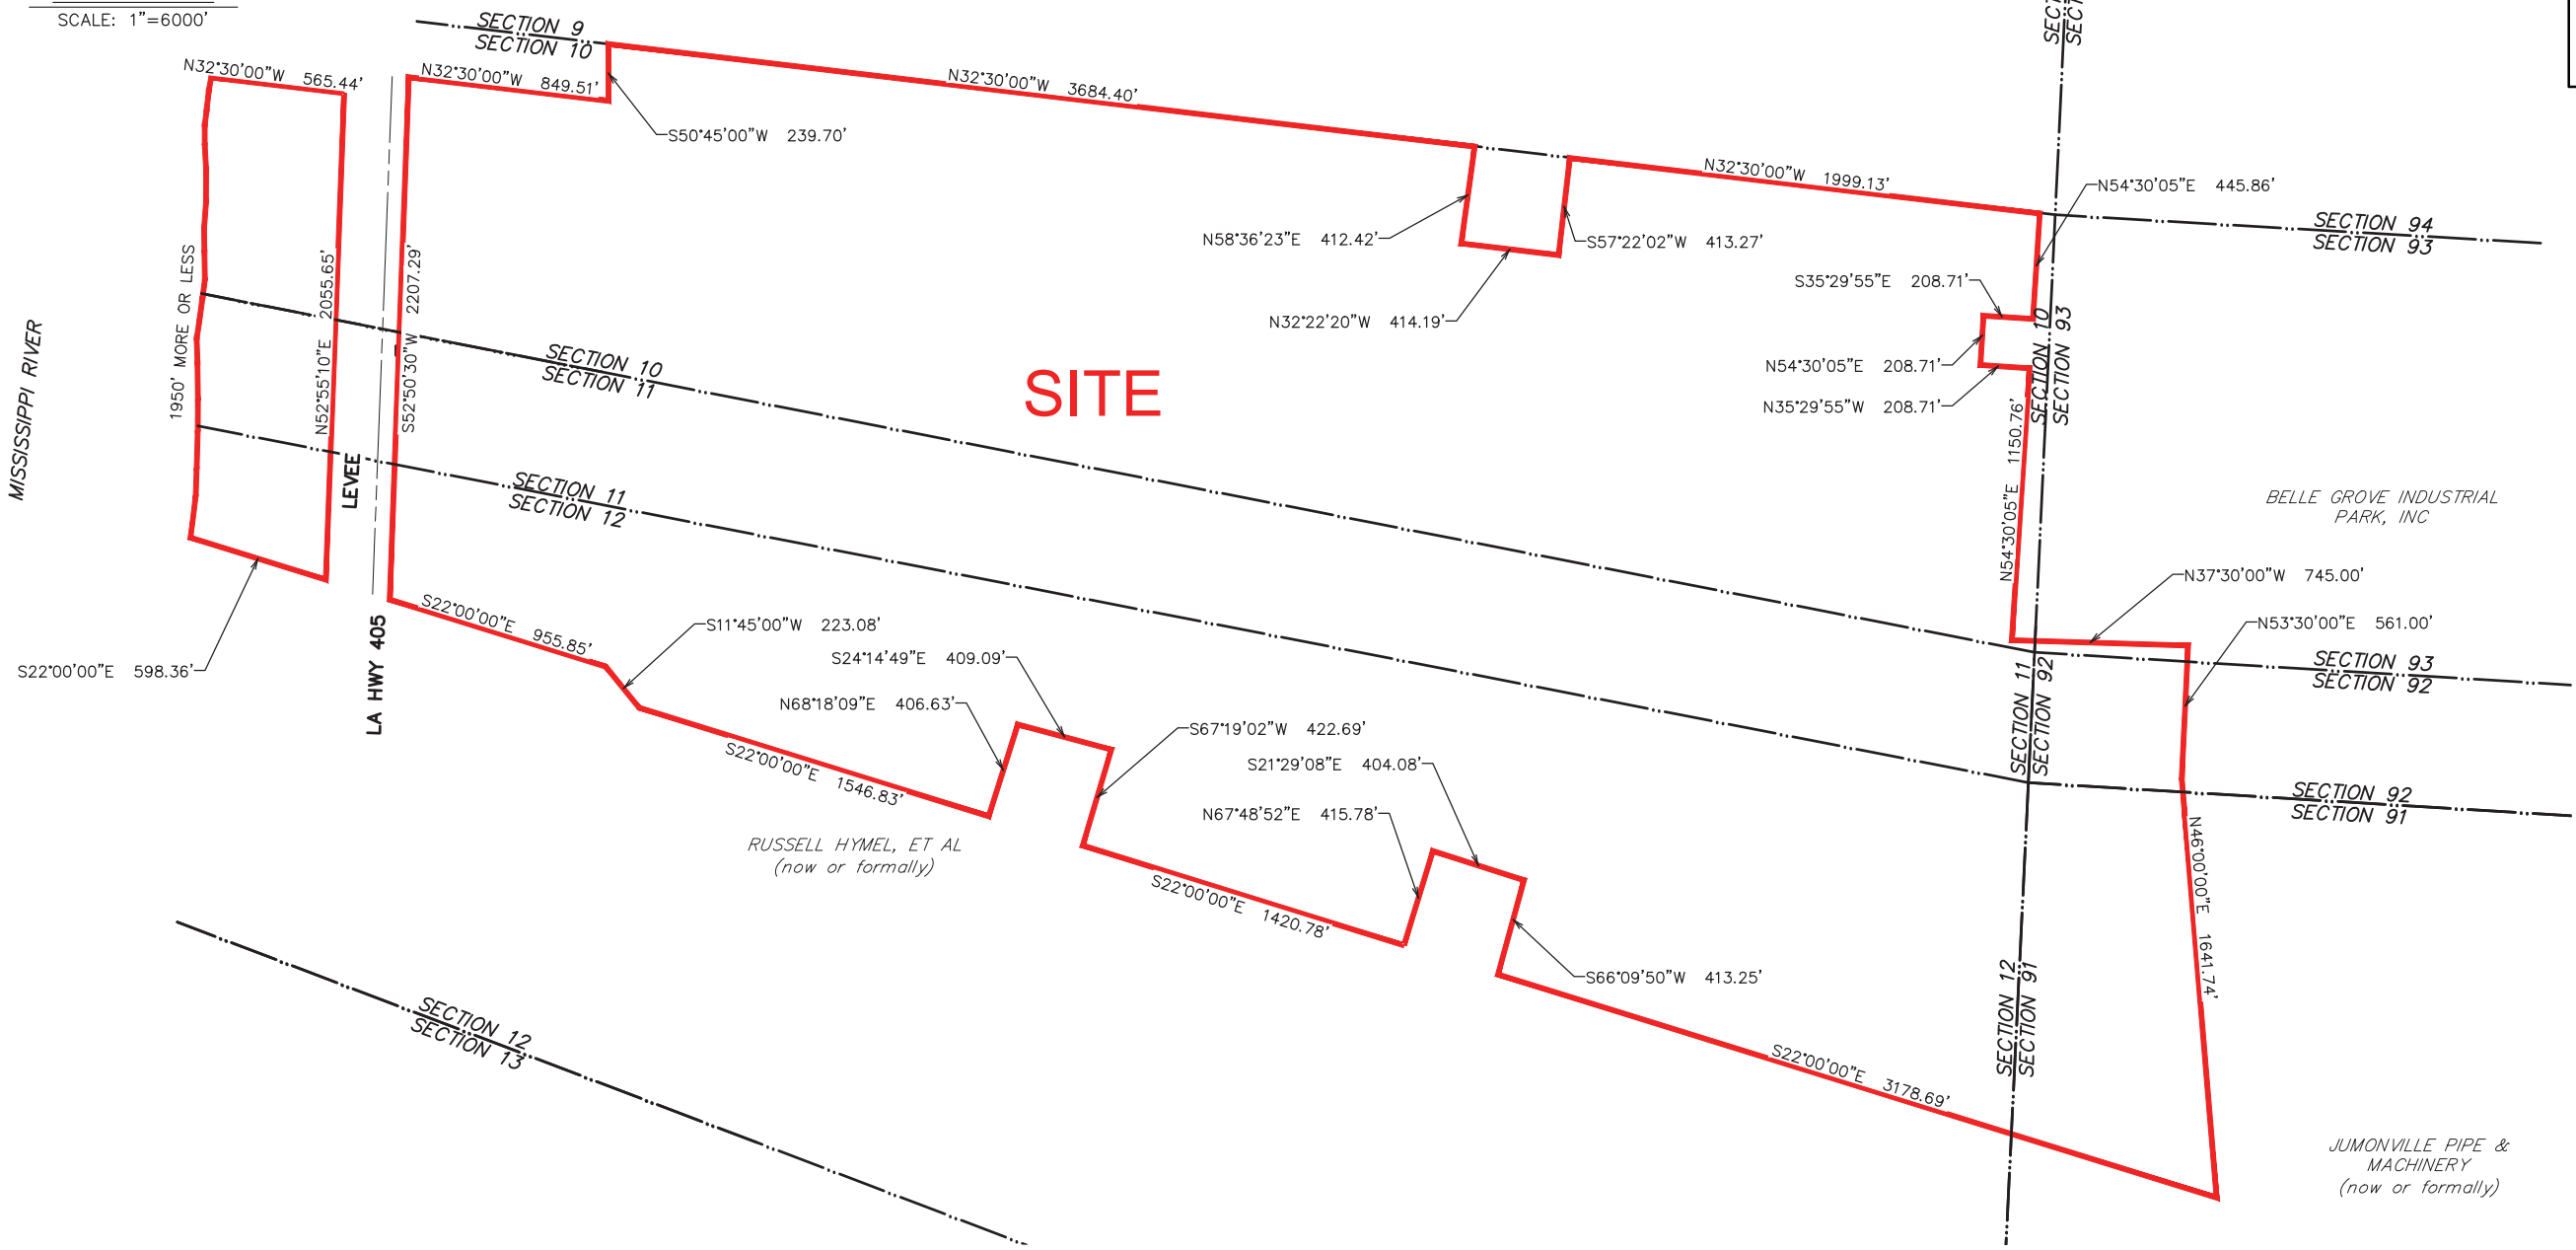 SCALE: 1"=6000'
SECTION 9
SECTION 10
N32°30'00"W 565.44'
N32°30'00"W 849.51'
N32°30'00"W 3684.40'
S50°45'00"W 239.70'
N32°30'00"W 1999.13'
N54°30'05"E 445.86'
SECTION 94
SECTION 93
N58°36'23"E 412.42'
S57°22'02"W 413.27'
S35°29'55"E 208.71'
N32°22'20"W 414.19'
1950' MORE OR LESS
N52°55'10"E 2055.65'
S52°50'30"W 2207.29'
MISSISSIPPI RIVER
SECTION 10
SECTION 11
SITE
N54°30'05"E 208.71'
N35°29'55"W 208.71'
SECTION 10
SECTION 93
N54°30'05"E 1150.76'
LEVEE
SECTION 11
SECTION 12
BELLE GROVE INDUSTRIAL
PARK, INC
N37°30'00"W 745.00'
N53°30'00"E 561.00'
S22°00'00"E 598.36'
LA HWY 405
S22°00'00"E 955.85'
S11°45'00"W 223.08'
S24°14'49"E 409.09'
N68°18'09"E 406.63'
S67°19'02"W 422.69'
S21°29'08"E 404.08'
N67°48'52"E 415.78'
SECTION 11
SECTION 92
SECTION 93
SECTION 92
SECTION 92
SECTION 91
S22°00'00"E 1546.83'
RUSSELL HYMEL, ET AL
(now or formally)
S22°00'00"E 1420.78'
N46°00'00"E 1641.74'
S66°09'50"W 413.25'
SECTION 12
SECTION 91
SECTION 12
SECTION 13
S22°00'00"E 3178.69'
JUMONVILLE PIPE &
MACHINERY
(now or formally)